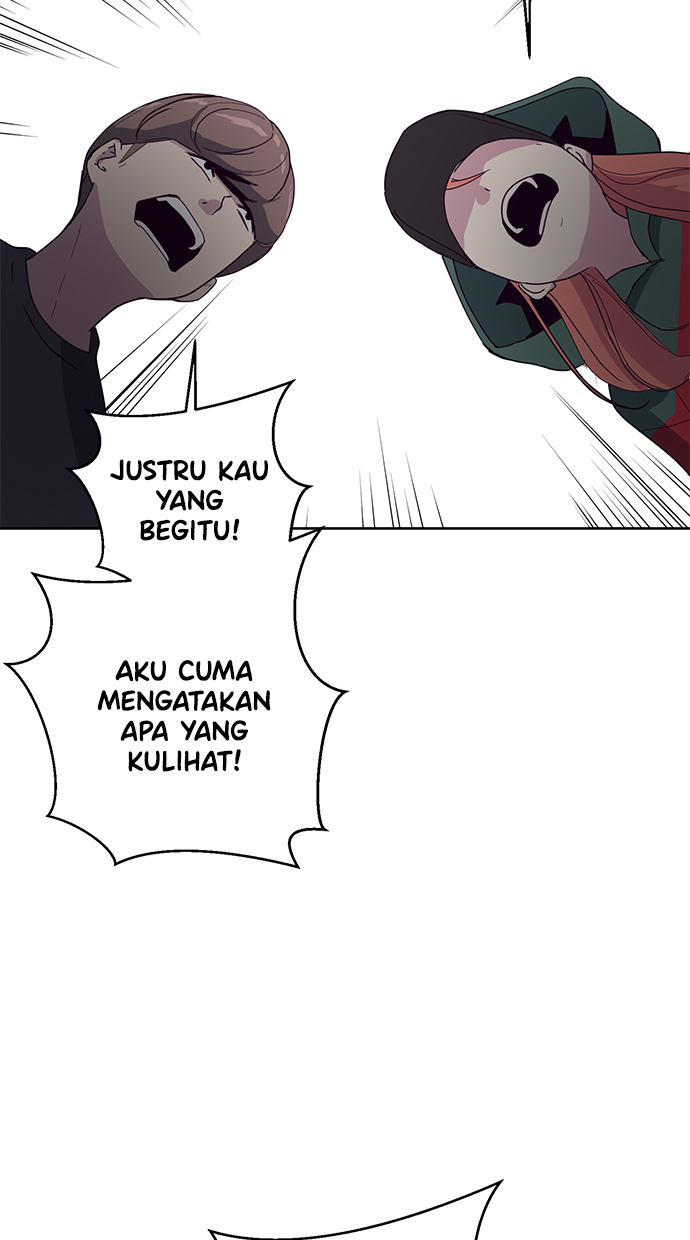 JUSTRU KAU
YANG
BEGITU!
AKU CUMA
MENGATAKAN
APA YANG
KULIHAT!